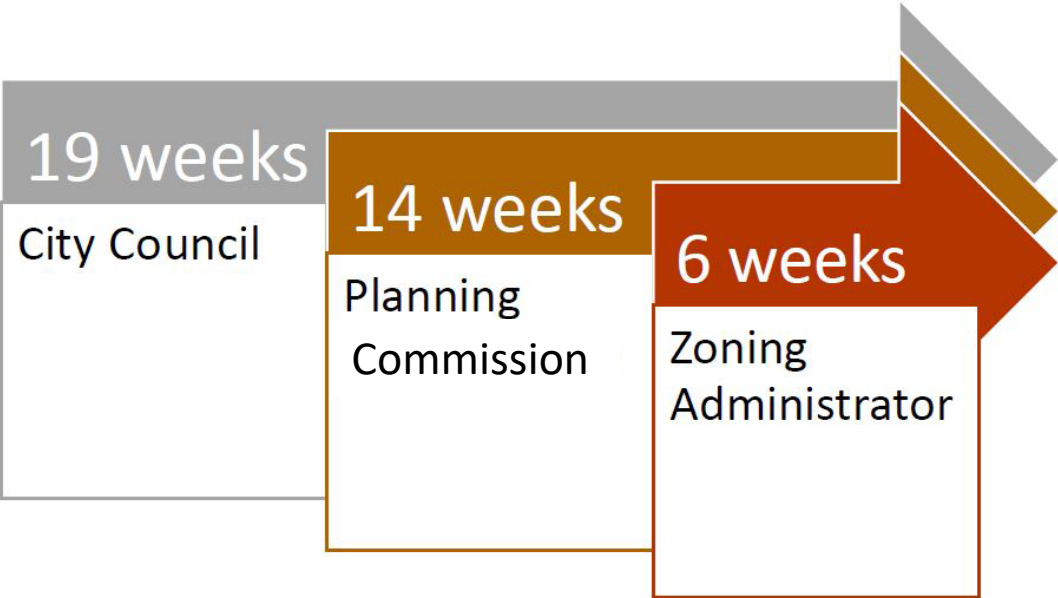 19 weeks
City Council
14 weeks
Planning
Commission
6 weeks
Zoning
Administrator